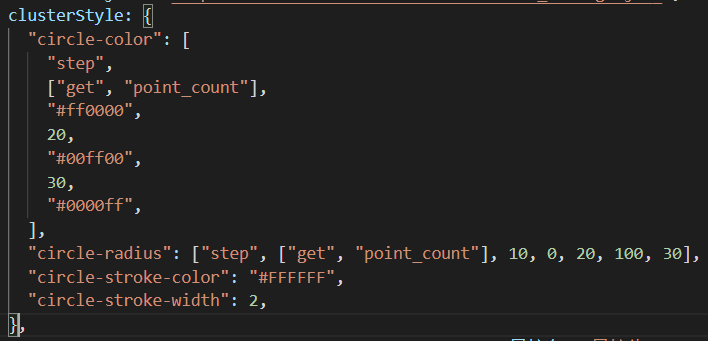 clusterStyle: {
"circle-color": [
"step",
["get", "point_count"],
"#ff0000",
20,
"#00ff00",
30,
"#0000ff",
],
"circle-radius": ["step", ["get", "point_count"], 10, 0, 20, 100, 30],
"circle-stroke-color": "#FFFFFF",
"circle-stroke-width": 2,
},